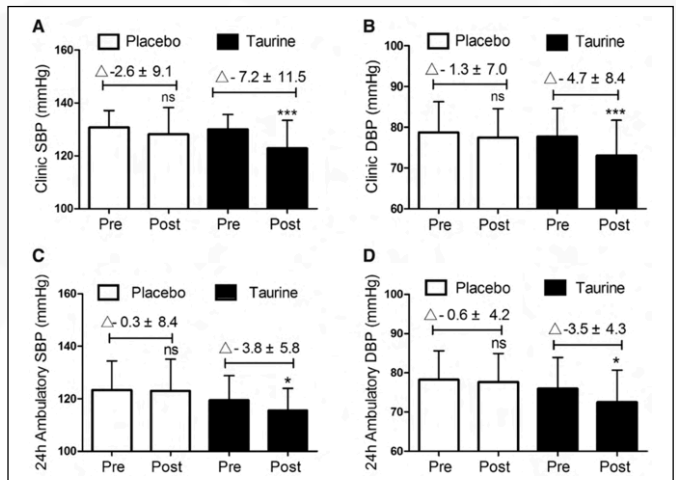 A
Placebo Taurine
△-2.6 ± 9.1
△- 7.2 ± 11.5
ns
***
Clinic SBP (mmHg)
160
140
120
100
Pre Post Pre Post
B
Placebo Taurine
△- 1.3 ± 7.0
△ -4.7 ± 8.4
ns
***
Clinic DBP (mmHg)
100
90
80
70
60
Pre Post Pre Post
C
Placebo Taurine
△- 0.3 ± 8.4
△- 3.8 ± 5.8
ns
*
24h Ambulatory SBP (mmHg)
160
140
120
100
Pre Post Pre Post
D
Placebo Taurine
△- 0.6 ± 4.2
△-3.5 ± 4.3
ns
*
24h Ambulatory DBP (mmHg)
100
90
80
70
60
Pre Post Pre Post